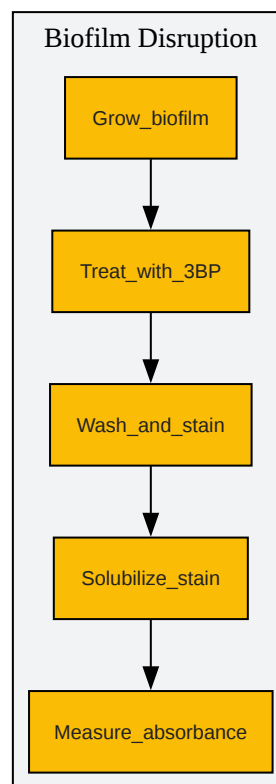 Biofilm Disruption
Grow_biofilm
Treat_with_3BP
Wash_and_stain
Solubilize_stain
Measure_absorbance